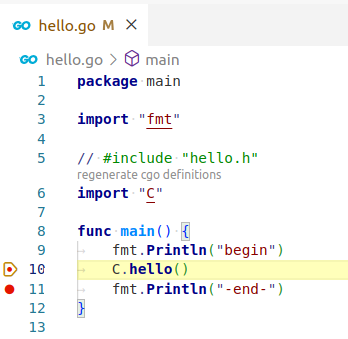 GO hello.go M ×
GO hello.go > main
1 package main
2
3 import "fmt"
4
5 // #include "hello.h"
regenerate cgo definitions
6 import "C"
7
8 func main() {
9 fmt.Println("begin")
10 C.hello()
11 fmt.Println("-end-")
12 }
13